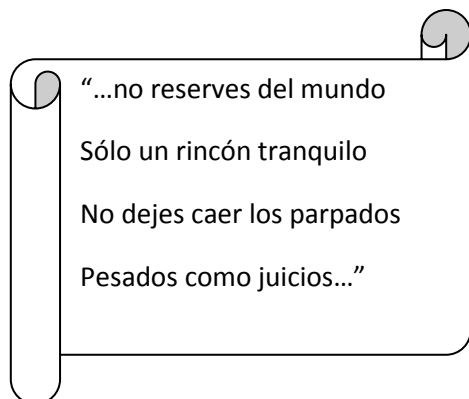 “…no reserves del mundo
Sólo un rincón tranquilo
No dejes caer los parpados
Pesados como juicios…”